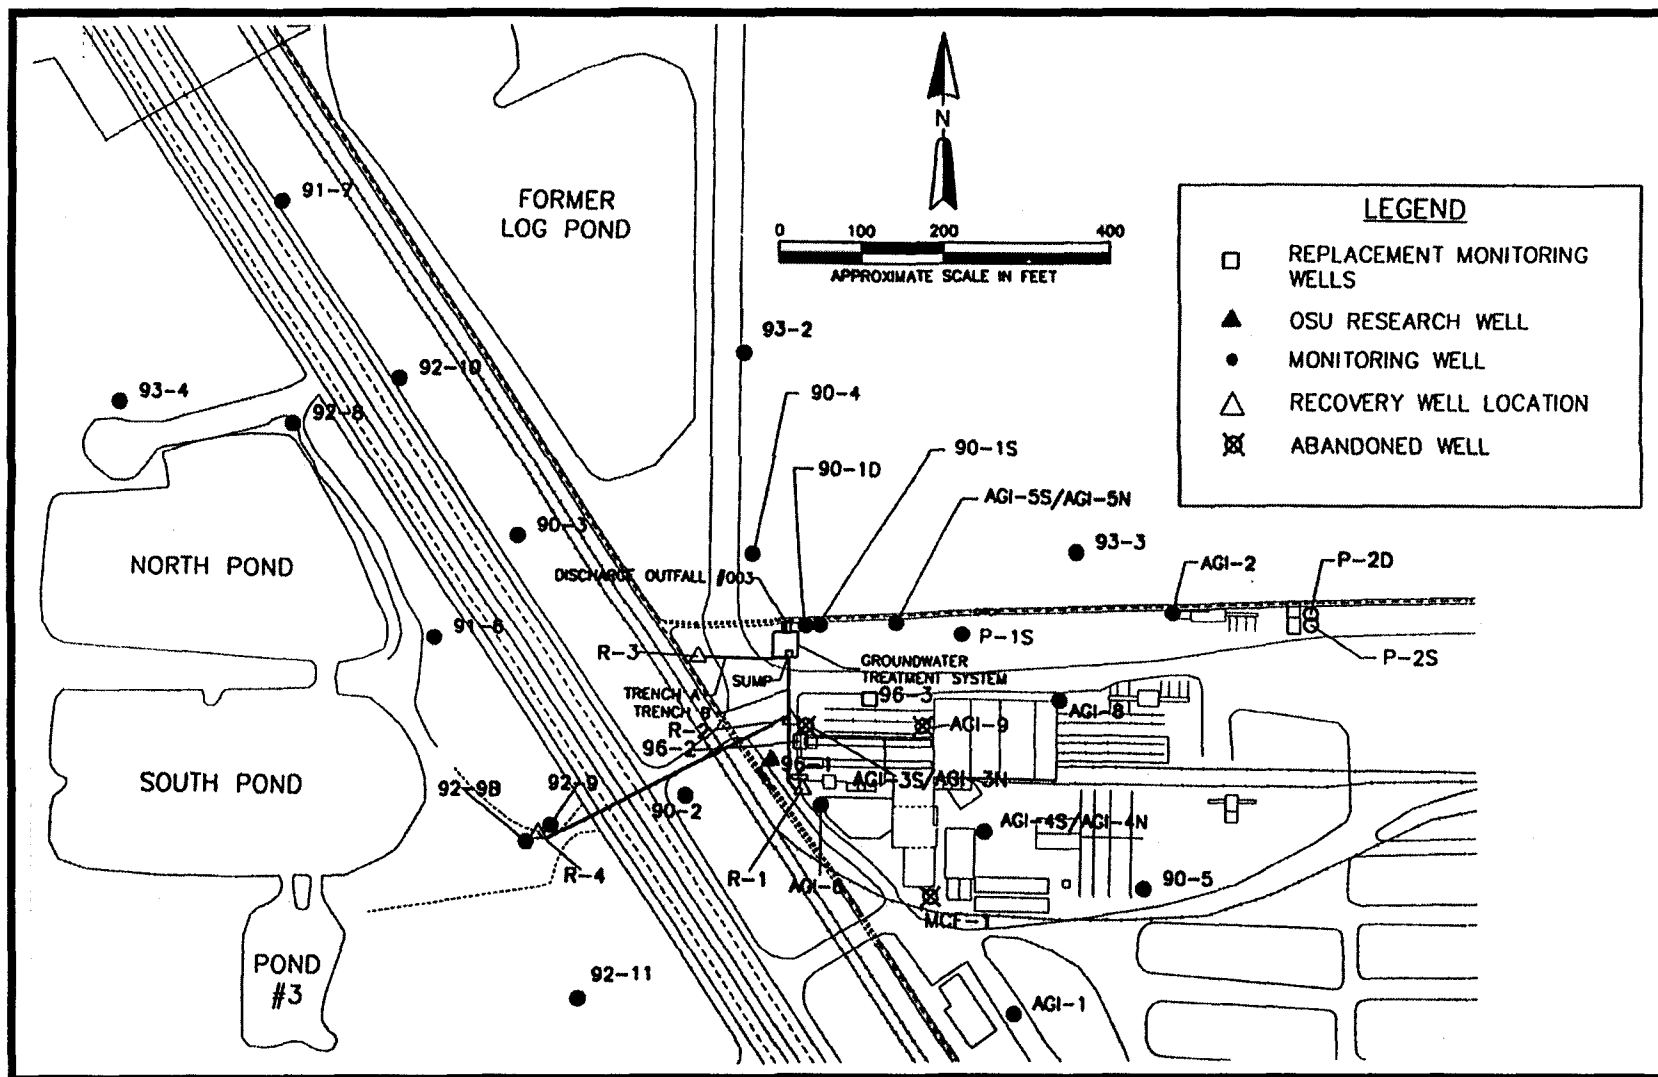 N
0 100 200 400
APPROXIMATE SCALE IN FEET
LEGEND
REPLACEMENT MONITORING
WELLS
OSU RESEARCH WELL
MONITORING WELL
RECOVERY WELL LOCATION
ABANDONED WELL
FORMER
LOG POND
91-7
93-2
92-10
93-4
92-8
90-4
90-1S
90-1D
AGI-5S/AGI-5N
90-3
93-3
NORTH POND
DISCHARGE OUTFALL #003
AGI-2
P-2D
91-6
P-1S
R-3
P-2S
GROUNDWATER
TREATMENT SYSTEM
SUMP
TRENCH A
TRENCH B
96-3
AGI-8
AGI-9
96-2
96-1
AGI-3S/AGI-3N
SOUTH POND
92-9B
92-9
90-2
AGI-4S/AGI-4N
R-4
R-1
AGI-6
90-5
POND
#3
92-11
AGI-1